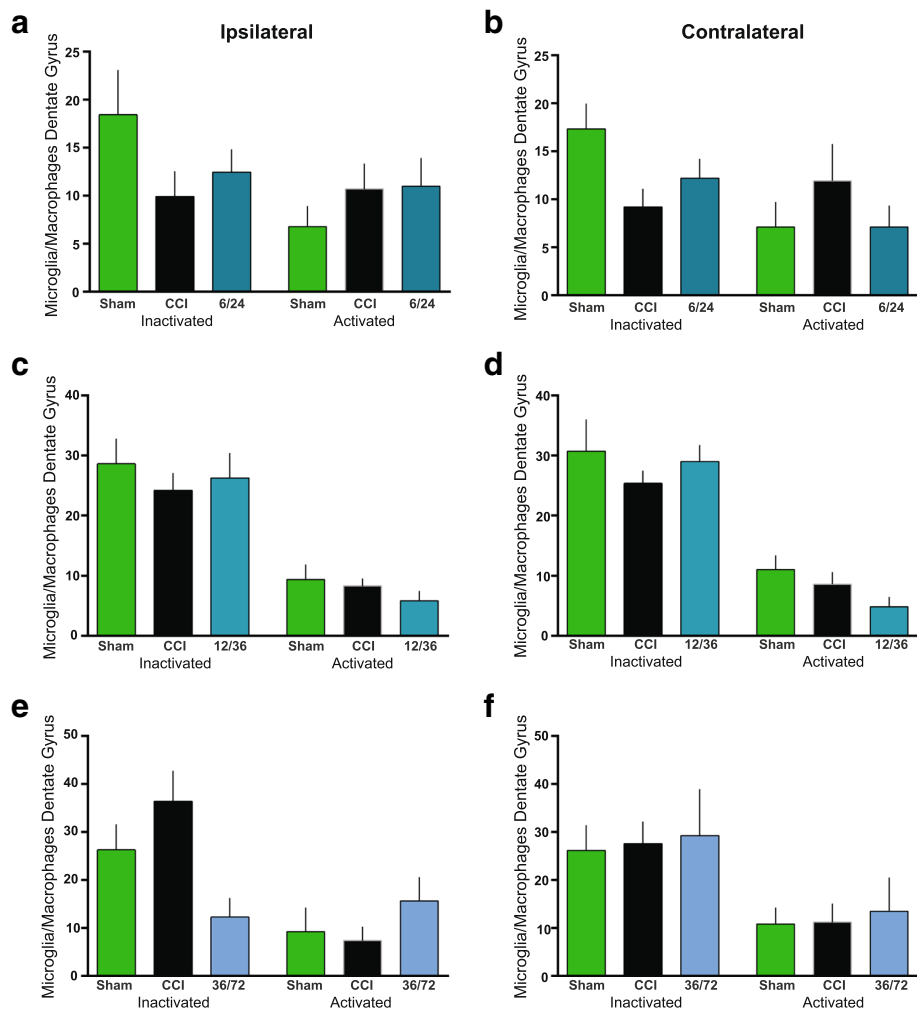 a
Ipsilateral
Microglia/Macrophages Dentate Gyrus
25
20
15
10
5
0
Sham CCI 6/24 Sham CCI 6/24
Inactivated Activated
b
Contralateral
Microglia/Macrophages Dentate Gyrus
25
20
15
10
5
0
Sham CCI 6/24 Sham CCI 6/24
Inactivated Activated
c
Microglia/Macrophages Dentate Gyrus
40
30
20
10
0
Sham CCI 12/36 Sham CCI 12/36
Inactivated Activated
d
Microglia/Macrophages Dentate Gyrus
40
30
20
10
0
Sham CCI 12/36 Sham CCI 12/36
Inactivated Activated
e
Microglia/Macrophages Dentate Gyrus
50
40
30
20
10
0
Sham CCI 36/72 Sham CCI 36/72
Inactivated Activated
f
Microglia/Macrophages Dentate Gyrus
50
40
30
20
10
0
Sham CCI 36/72 Sham CCI 36/72
Inactivated Activated